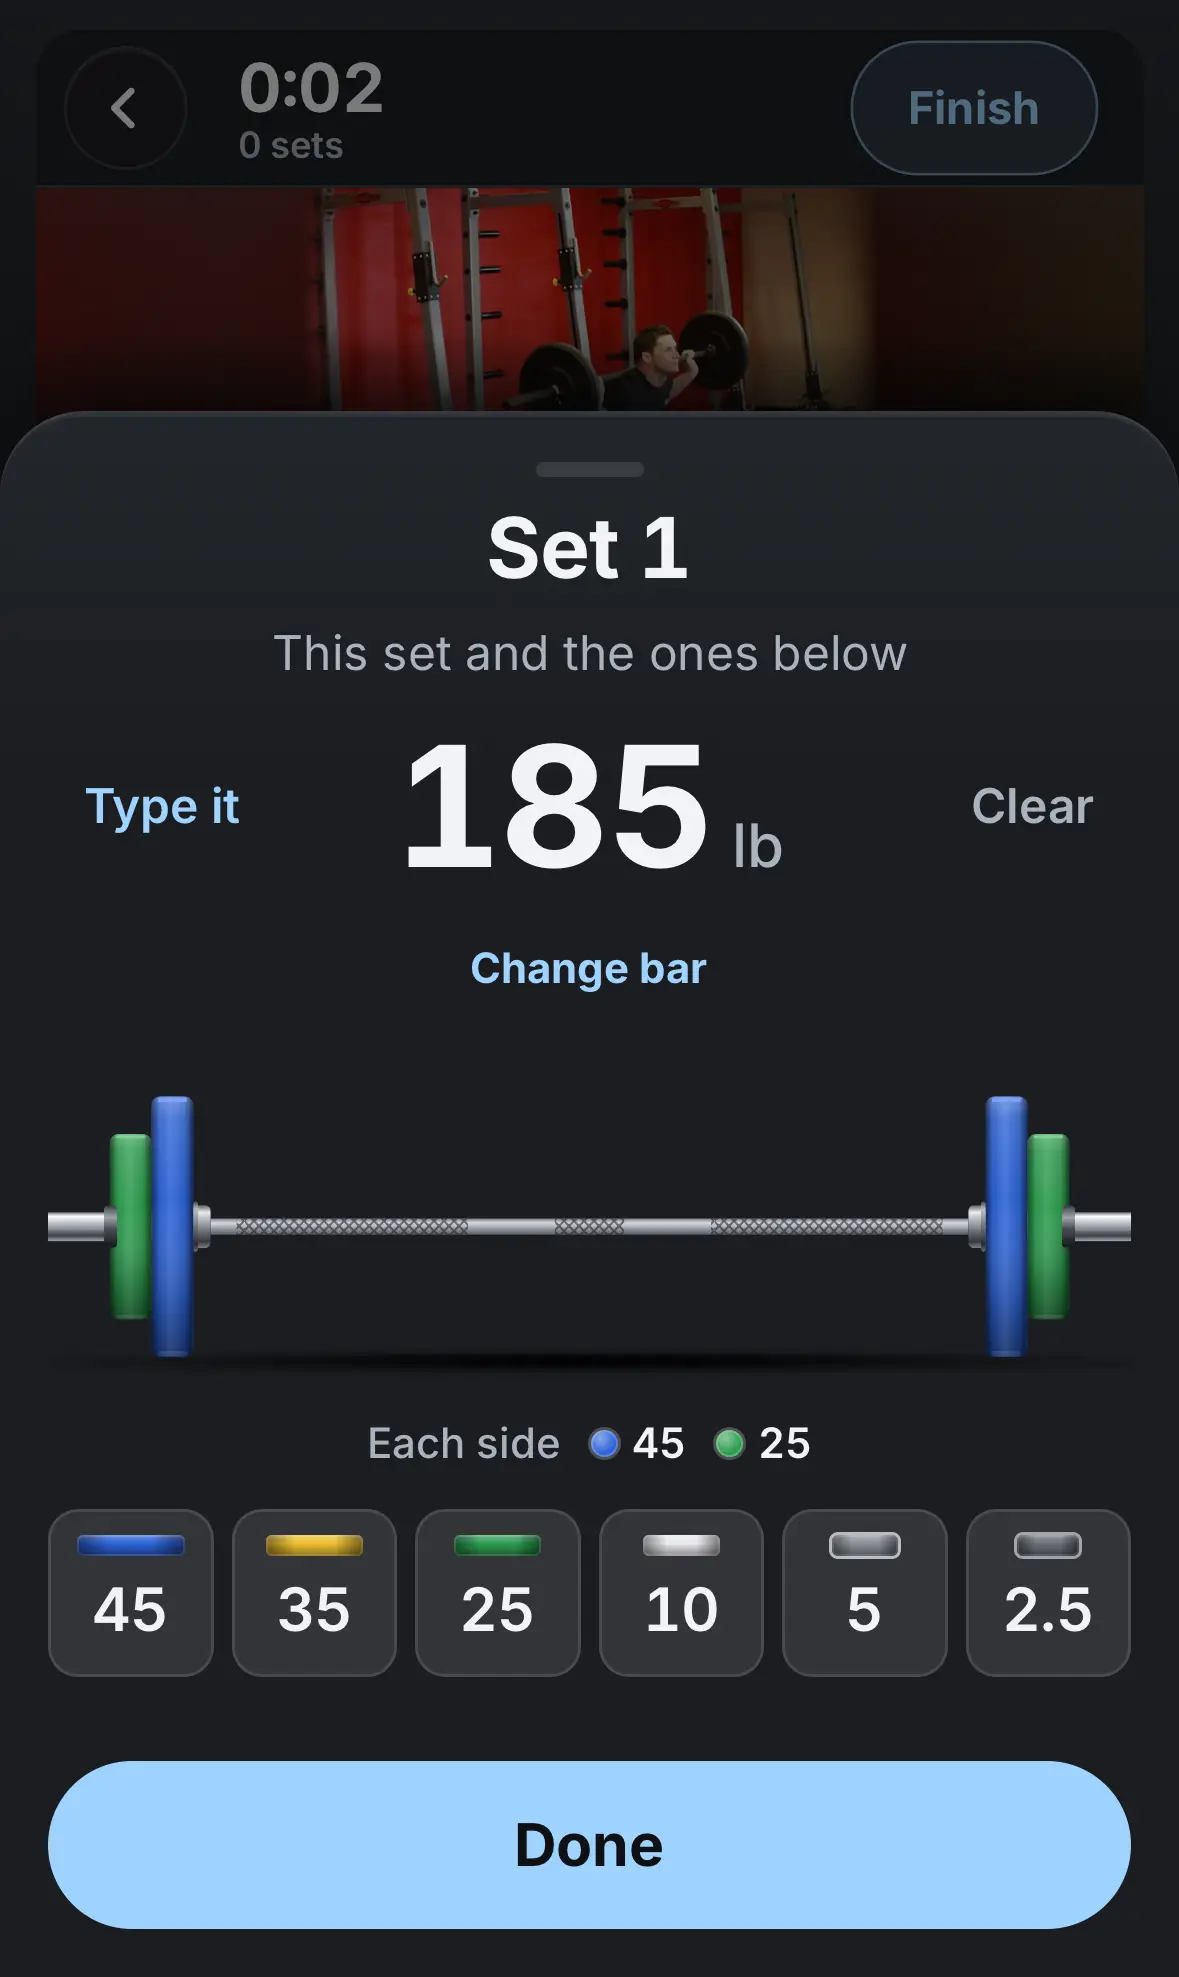 0:02
0 sets
Finish
Set 1
This set and the ones below
Type it
185 lb
Clear
Change bar
Each side 45 25
45 35 25 10 5 2.5
Done